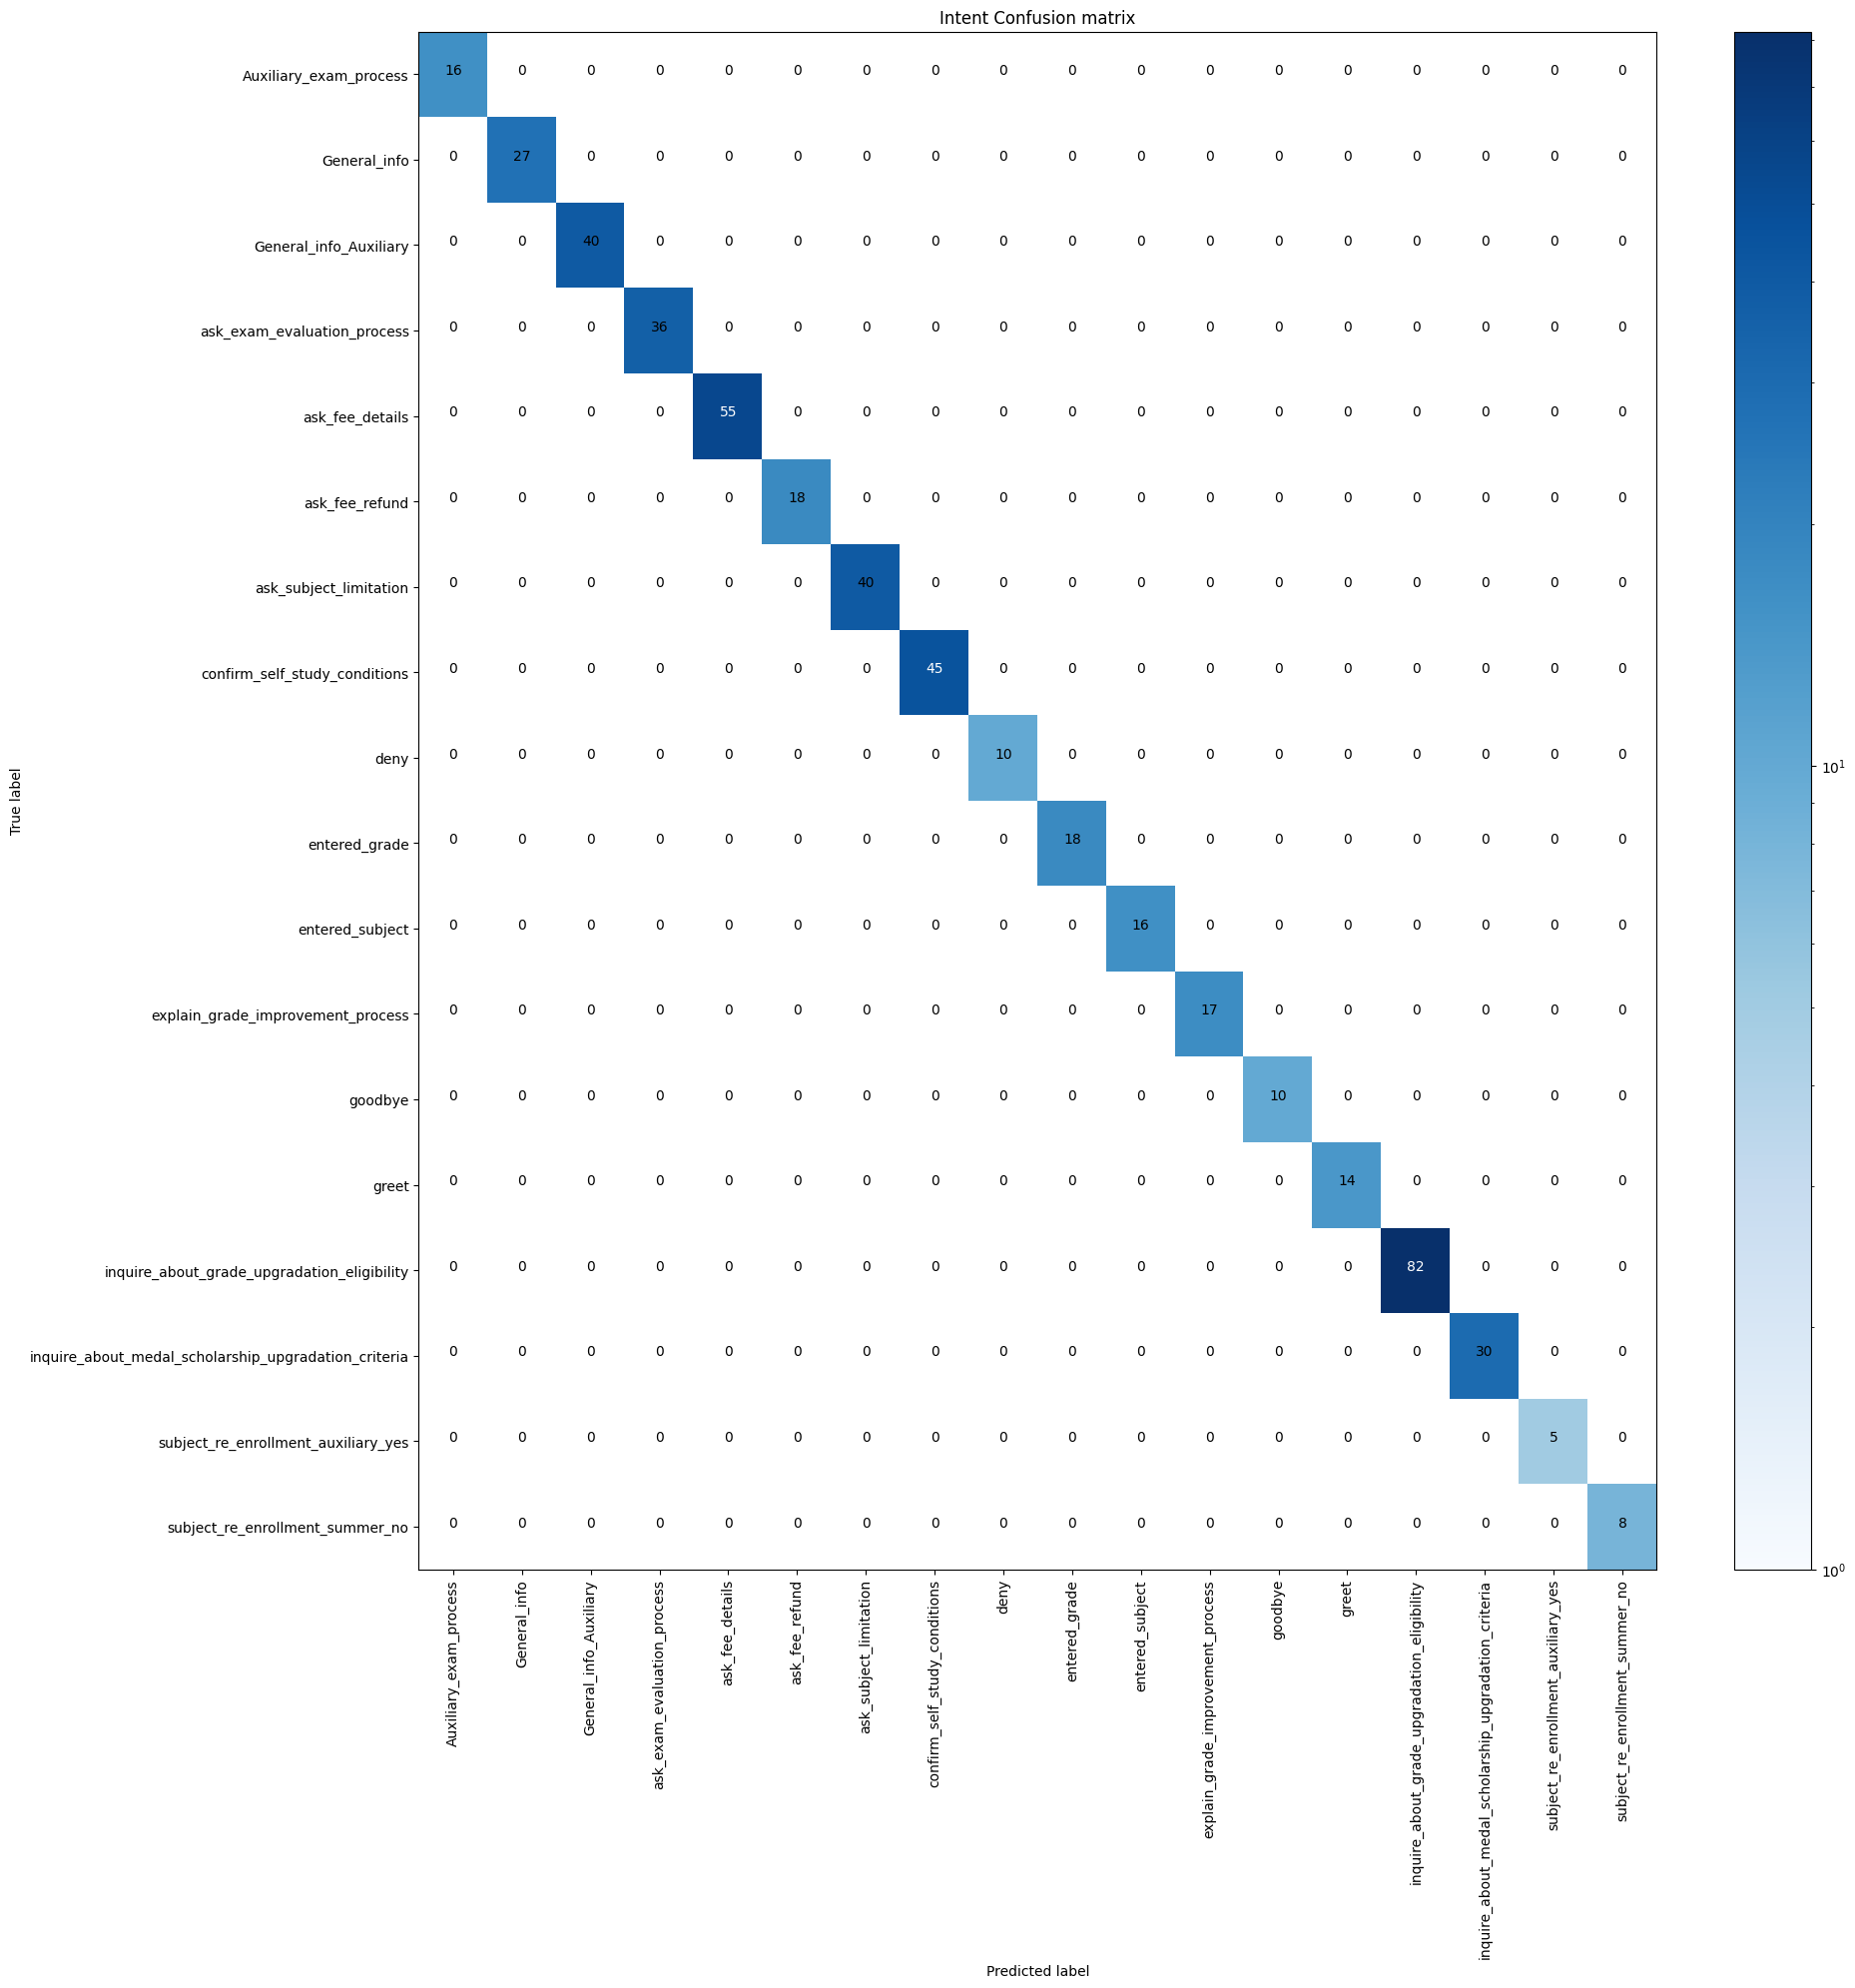 Intent Confusion matrix
Auxiliary_exam_process 16 0 0 0 0 0 0 0 0 0 0 0 0 0 0 0 0 0
General_info 0 27 0 0 0 0 0 0 0 0 0 0 0 0 0 0 0 0
General_info_Auxiliary 0 0 40 0 0 0 0 0 0 0 0 0 0 0 0 0 0 0
ask_exam_evaluation_process 0 0 0 36 0 0 0 0 0 0 0 0 0 0 0 0 0 0
ask_fee_details 0 0 0 0 55 0 0 0 0 0 0 0 0 0 0 0 0 0
ask_fee_refund 0 0 0 0 0 18 0 0 0 0 0 0 0 0 0 0 0 0
ask_subject_limitation 0 0 0 0 0 0 40 0 0 0 0 0 0 0 0 0 0 0
confirm_self_study_conditions 0 0 0 0 0 0 0 45 0 0 0 0 0 0 0 0 0 0
deny 0 0 0 0 0 0 0 0 10 0 0 0 0 0 0 0 0 0
10¹
True label
entered_grade 0 0 0 0 0 0 0 0 0 18 0 0 0 0 0 0 0 0
entered_subject 0 0 0 0 0 0 0 0 0 0 16 0 0 0 0 0 0 0
explain_grade_improvement_process 0 0 0 0 0 0 0 0 0 0 0 17 0 0 0 0 0 0
goodbye 0 0 0 0 0 0 0 0 0 0 0 0 10 0 0 0 0 0
greet 0 0 0 0 0 0 0 0 0 0 0 0 0 14 0 0 0 0
inquire_about_grade_upgradation_eligibility 0 0 0 0 0 0 0 0 0 0 0 0 0 0 82 0 0 0
inquire_about_medal_scholarship_upgradation_criteria 0 0 0 0 0 0 0 0 0 0 0 0 0 0 0 30 0 0
subject_re_enrollment_auxiliary_yes 0 0 0 0 0 0 0 0 0 0 0 0 0 0 0 0 5 0
subject_re_enrollment_summer_no 0 0 0 0 0 0 0 0 0 0 0 0 0 0 0 0 0 8
10⁰
Auxiliary_exam_process
General_info
General_info_Auxiliary
ask_exam_evaluation_process
ask_fee_details
ask_fee_refund
ask_subject_limitation
confirm_self_study_conditions
deny
entered_grade
entered_subject
explain_grade_improvement_process
goodbye
greet
inquire_about_grade_upgradation_eligibility
inquire_about_medal_scholarship_upgradation_criteria
subject_re_enrollment_auxiliary_yes
subject_re_enrollment_summer_no
Predicted label